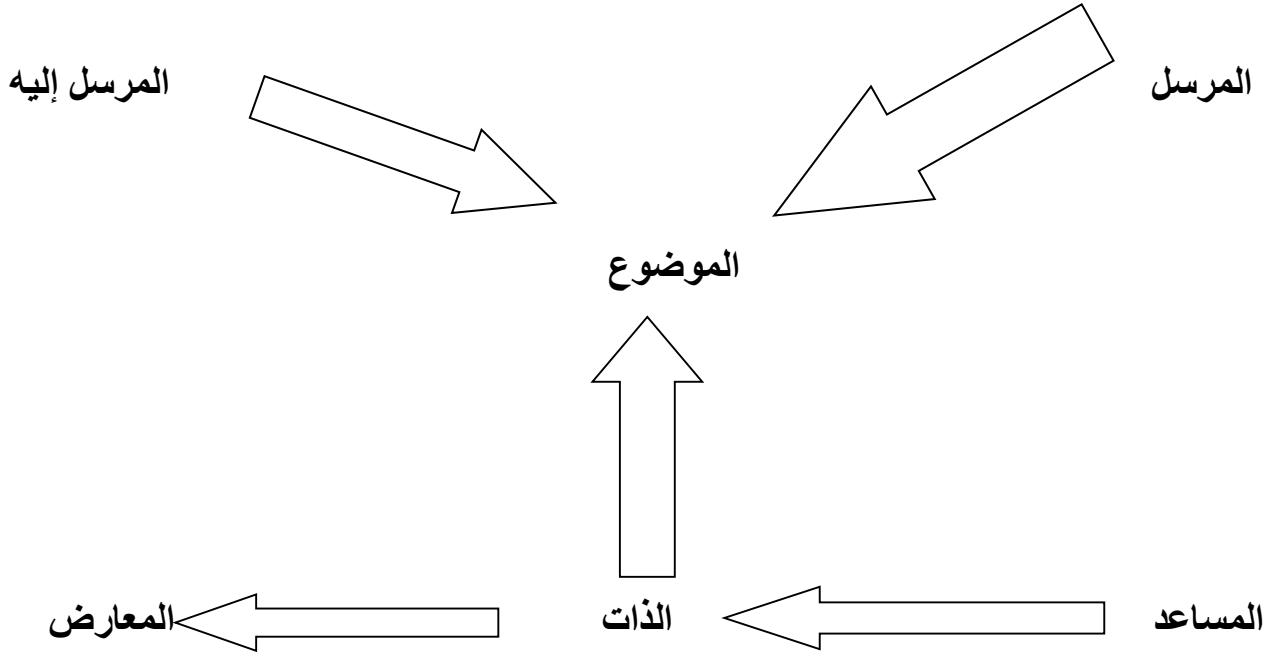 المرسل المرسل إليه
الموضوع
المساعد الذات المعارض